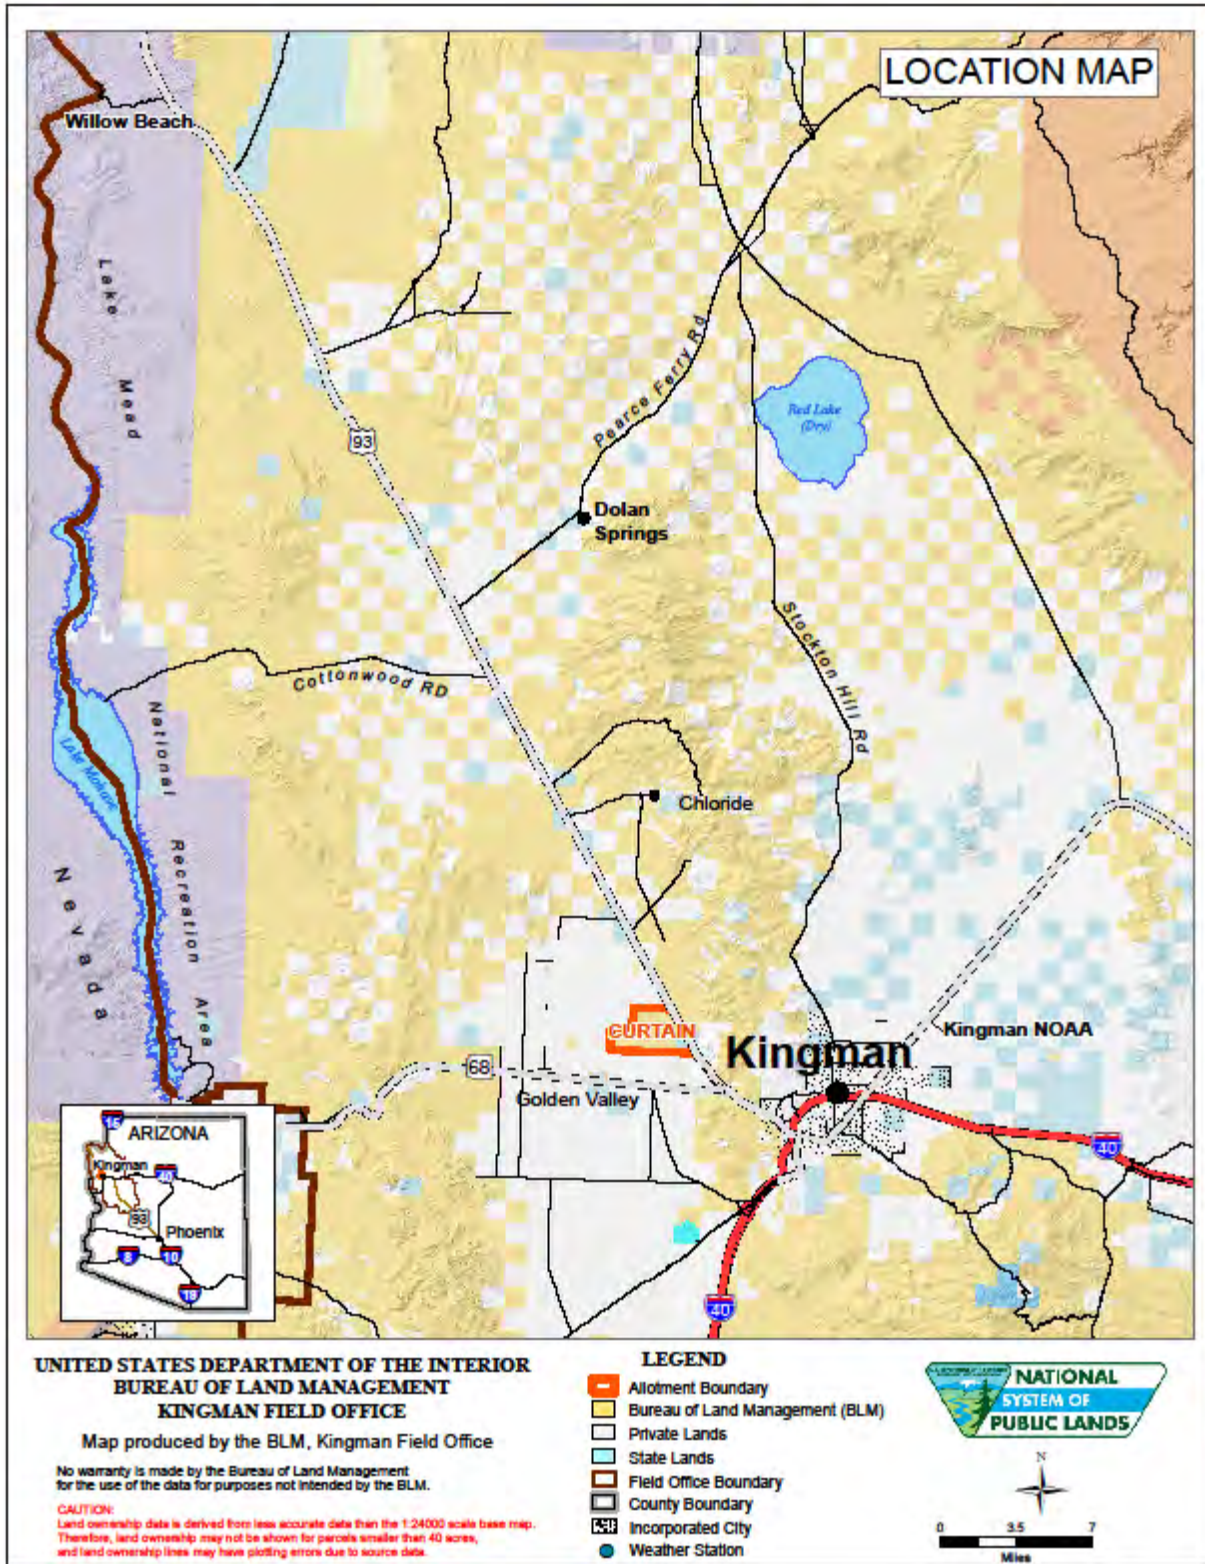 LOCATION MAP
Willow Beach
Lake
Mead
93
Pearce Ferry Rd
Red Lake
(Dry)
Dolan
Springs
Stockton Hill Rd
Cottonwood RD
National
Recreation
Area
Lake Mohave
Nevada
Chloride
CURTAIN
Kingman NOAA
Kingman
68
Golden Valley
40
40
15
ARIZONA
Kingman
40
93
Phoenix
8
10
19
UNITED STATES DEPARTMENT OF THE INTERIOR
BUREAU OF LAND MANAGEMENT
KINGMAN FIELD OFFICE
Map produced by the BLM, Kingman Field Office
No warranty is made by the Bureau of Land Management
for the use of the data for purposes not intended by the BLM.
CAUTION:
Land ownership data is derived from less accurate data than the 1:24000 scale base map.
Therefore, land ownership may not be shown for parcels smaller than 40 acres,
and land ownership lines may have plotting errors due to source data.
LEGEND
Allotment Boundary
Bureau of Land Management (BLM)
Private Lands
State Lands
Field Office Boundary
County Boundary
Incorporated City
Weather Station
NATIONAL
SYSTEM OF
PUBLIC LANDS
N
0 3.5 7
Miles